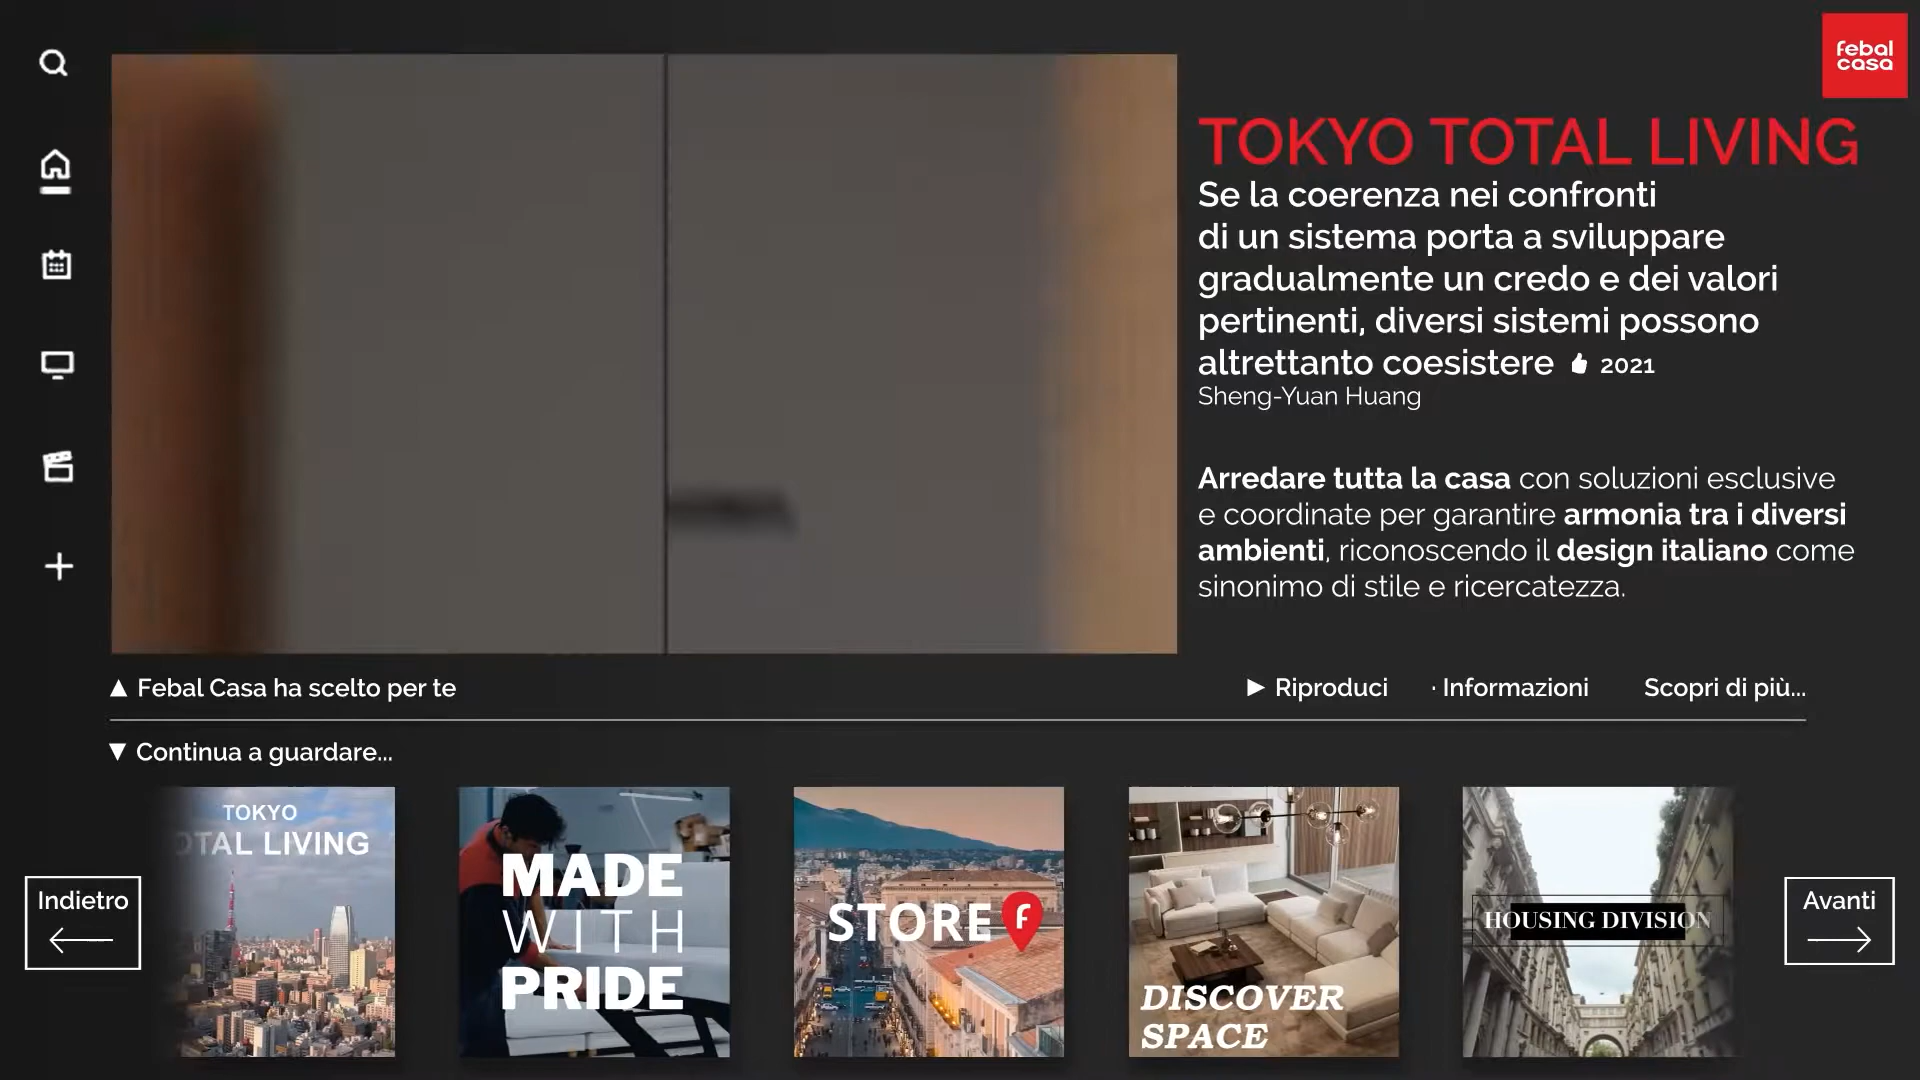 febal
casa
TOKYO TOTAL LIVING
Se la coerenza nei confronti
di un sistema porta a sviluppare
gradualmente un credo e dei valori
pertinenti, diversi sistemi possono
altrettanto coesistere 2021
Sheng-Yuan Huang
Arredare tutta la casa con soluzioni esclusive
e coordinate per garantire armonia tra i diversi
ambienti, riconoscendo il design italiano come
sinonimo di stile e ricercatezza.
▲ Febal Casa ha scelto per te
▶ Riproduci · Informazioni Scopri di più...
▼ Continua a guardare...
Indietro
TOKYO
OTAL LIVING
MADE
WITH
PRIDE
STORE F
DISCOVER
SPACE
HOUSING DIVISION
Avanti